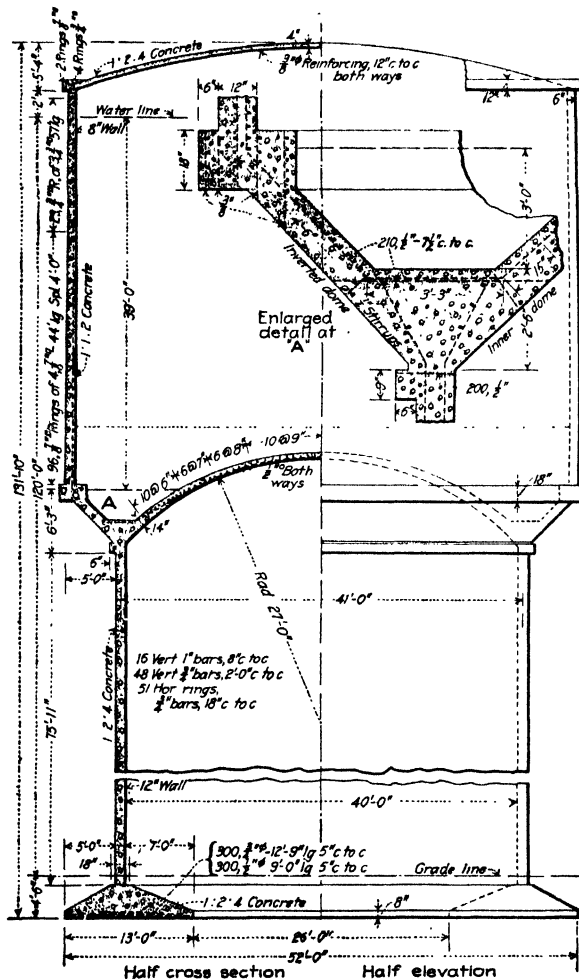 2 Rings
4 Rings
1:2:4 Concrete
4"
3/8"ø Reinforcing, 12"c to c
both ways
5'-4"
2'
Water line
8" Wall
6"
12"
12"
6"
18"
3/8"
3'-0"
210, 1/2"-7 1/2"c. to c.
Inverted dome
3'-3"
15"
Stirrups
Inner dome
Enlarged
detail at
"A"
39'-0"
1:1:2 Concrete
9"
6"
200, 1/2"
18"
10@6" 6@7" 6@8" 10@9"
Both
ways
A
14"
6'-3"
6"
5'-0"
Rad 27'-0"
41'-0"
131'-10"
120'-0"
16 Vert 1" bars, 8"c to c
48 Vert 3/4" bars, 2'-0"c to c
51 Hor rings,
3/4" bars, 18"c to c
1:2:4 Concrete
75'-11"
12" Wall
40'-0"
5'-0"
7'-0"
18"
300, 3/4"ø-12'-9" lg 5"c to c
300, 1/2"ø 9'-0" lg 5"c to c
Grade line
4'-0"
1:2:4 Concrete
8"
13'-0"
26'-0"
52'-0"
Half cross section
Half elevation